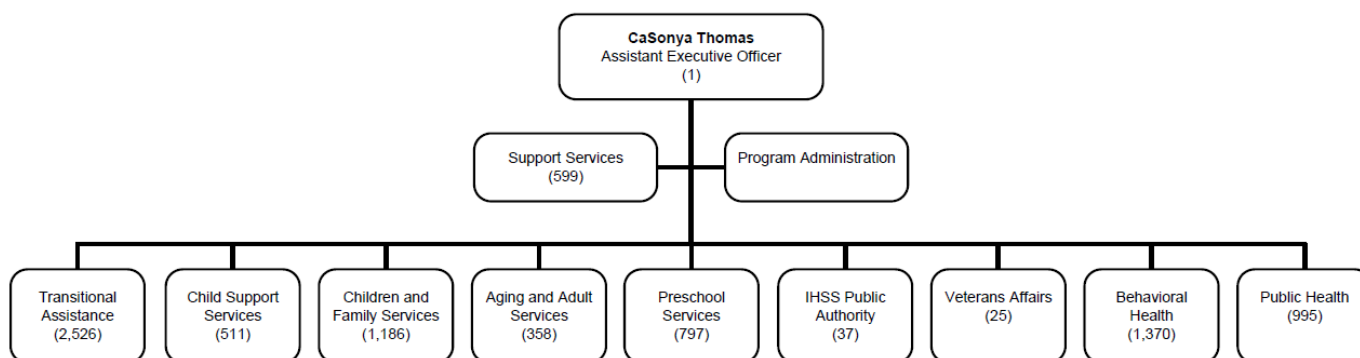 CaSonya Thomas
Assistant Executive Officer
(1)
Support Services
(599)
Program Administration
Transitional
Assistance
(2,526)
Child Support
Services
(511)
Children and
Family Services
(1,186)
Aging and Adult
Services
(358)
Preschool
Services
(797)
IHSS Public
Authority
(37)
Veterans Affairs
(25)
Behavioral
Health
(1,370)
Public Health
(995)